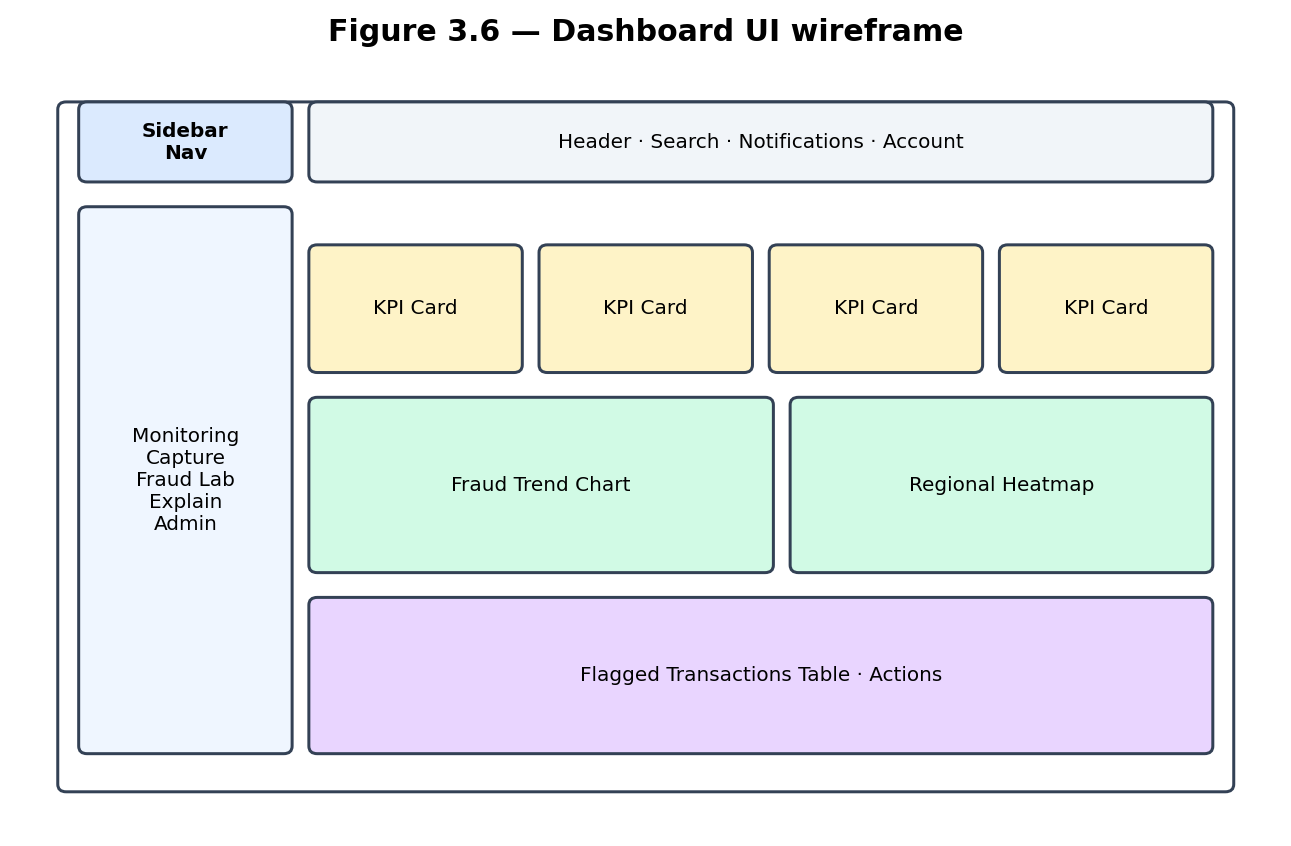 Figure 3.6 — Dashboard UI wireframe
Sidebar
Nav
Header · Search · Notifications · Account
Monitoring
Capture
Fraud Lab
Explain
Admin
KPI Card
KPI Card
KPI Card
KPI Card
Fraud Trend Chart
Regional Heatmap
Flagged Transactions Table · Actions